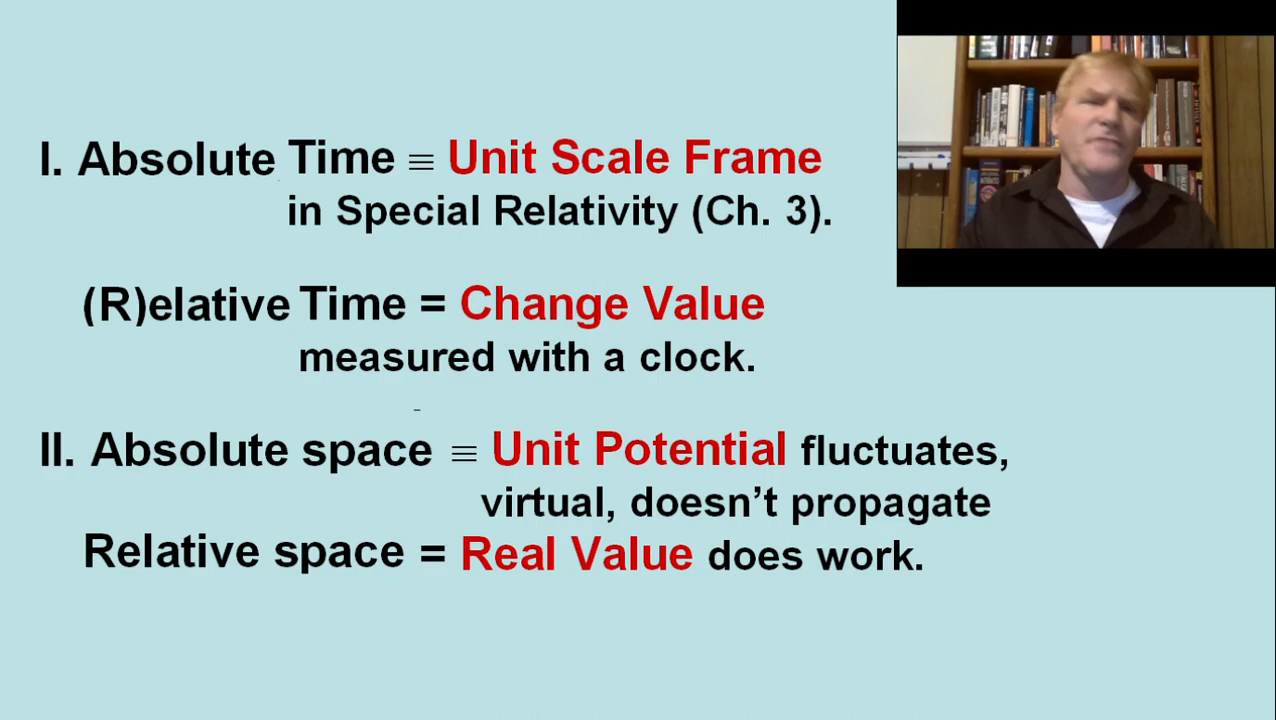 I. Absolute Time ≡ Unit Scale Frame
in Special Relativity (Ch. 3).
(R)elative Time = Change Value
measured with a clock.
II. Absolute space ≡ Unit Potential fluctuates,
virtual, doesn't propagate
Relative space = Real Value does work.